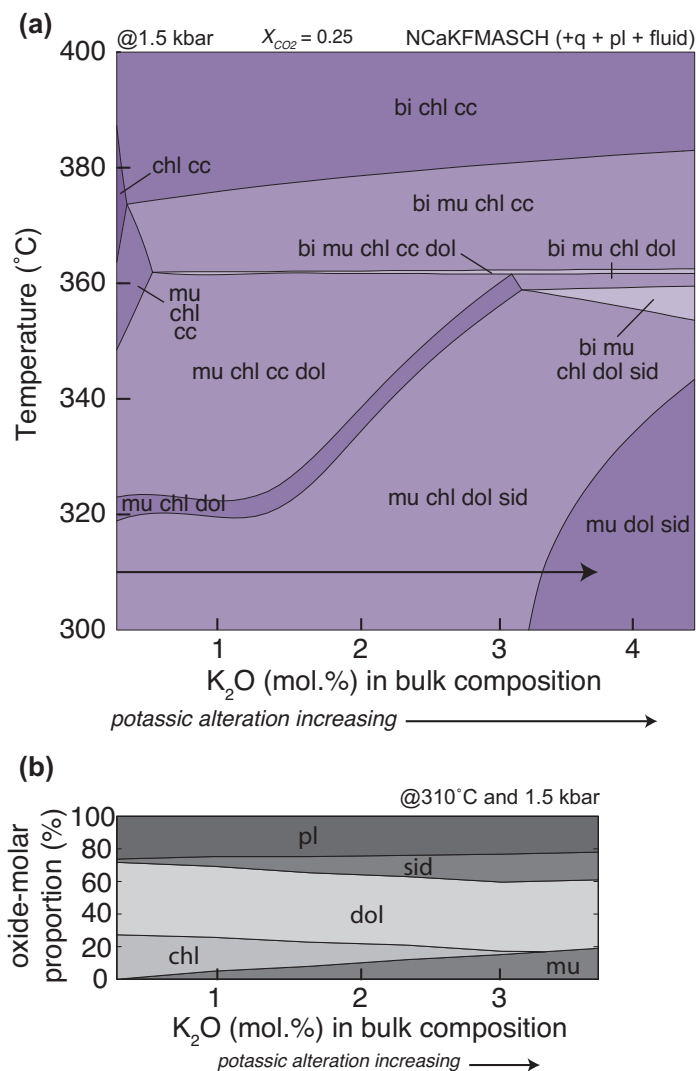 (a)
@1.5 kbar X_CO2 = 0.25 NCaKFMASCH (+q + pl + fluid)
400
bi chl cc
380
chl cc
bi mu chl cc
bi mu chl cc dol
bi mu chl dol
360
mu
chl
cc
bi mu
chl dol sid
mu chl cc dol
340
mu chl dol
mu chl dol sid
320
mu dol sid
300
Temperature (˚C)
1 2 3 4
K₂O (mol.%) in bulk composition
potassic alteration increasing
(b)
@310˚C and 1.5 kbar
oxide-molar
proportion (%)
100
80
60
40
20
0
pl
sid
dol
chl
mu
1 2 3
K₂O (mol.%) in bulk composition
potassic alteration increasing